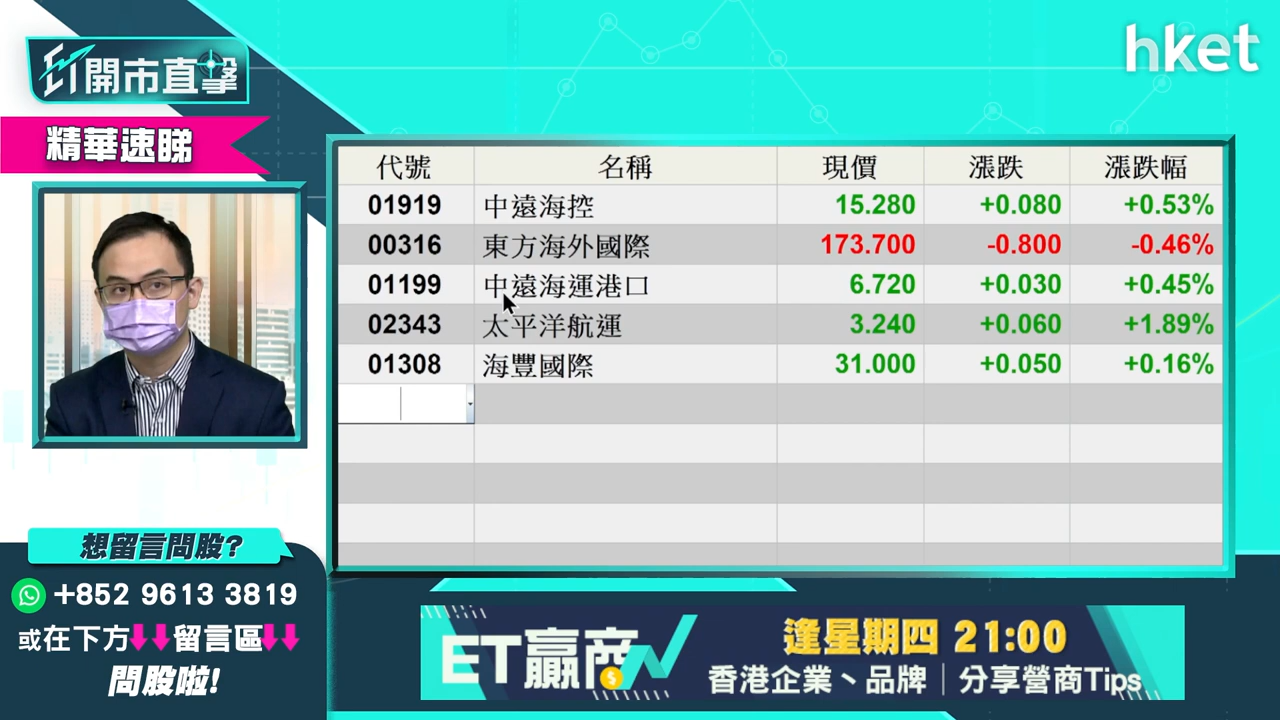 ET開市直擊
hket
精華速睇
代號 名稱 現價 漲跌 漲跌幅
01919 中遠海控 15.280 +0.080 +0.53%
00316 東方海外國際 173.700 -0.800 -0.46%
01199 中遠海運港口 6.720 +0.030 +0.45%
02343 太平洋航運 3.240 +0.060 +1.89%
01308 海豐國際 31.000 +0.050 +0.16%
想留言問股?
+852 9613 3819
或在下方留言區
問股啦!
ET贏商
逢星期四 21:00
香港企業、品牌|分享營商Tips